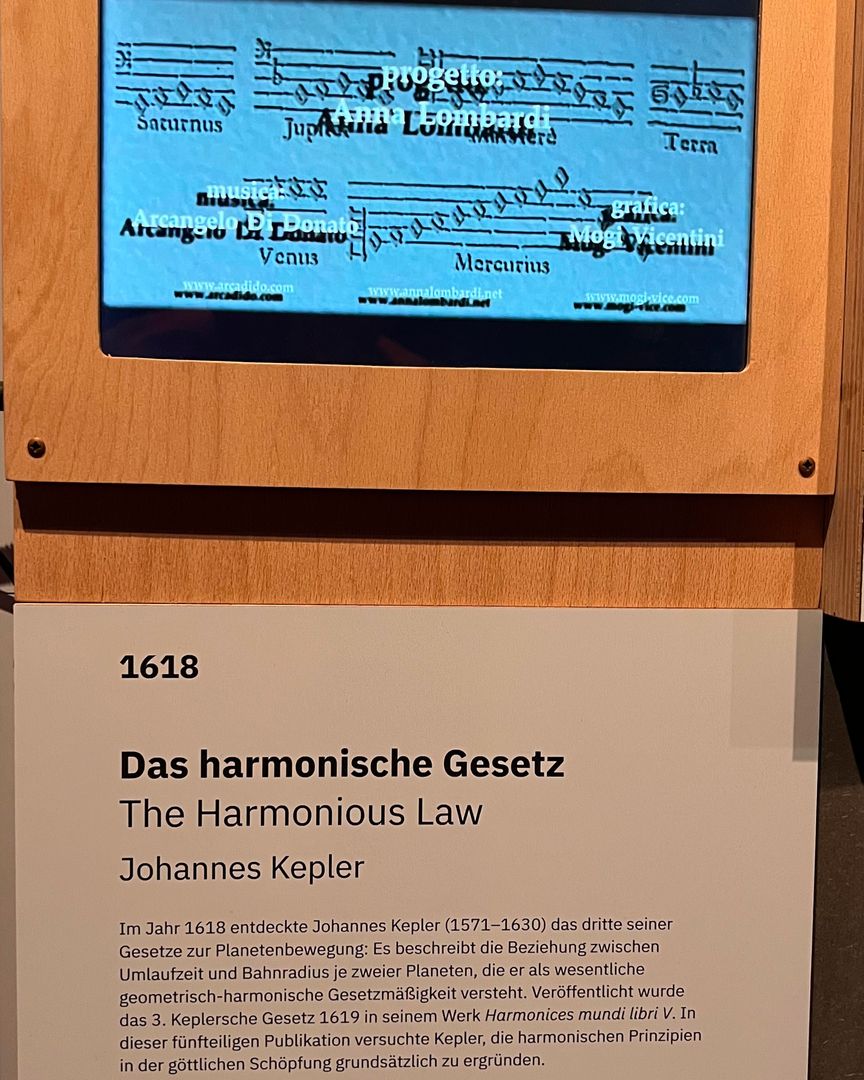 progetto:
Anna Lombardi
Saturnus
Jupiter
Terra
musica:
Arcangelo Di Donato
grafica:
Mogi Vicentini
Venus
Mercurius
www.arcadido.com
www.annalombardi.net
www.mogi-vice.com
1618
Das harmonische Gesetz
The Harmonious Law
Johannes Kepler
Im Jahr 1618 entdeckte Johannes Kepler (1571–1630) das dritte seiner
Gesetze zur Planetenbewegung: Es beschreibt die Beziehung zwischen
Umlaufzeit und Bahnradius je zweier Planeten, die er als wesentliche
geometrisch-harmonische Gesetzmäßigkeit versteht. Veröffentlicht wurde
das 3. Keplersche Gesetz 1619 in seinem Werk Harmonices mundi libri V. In
dieser fünfteiligen Publikation versuchte Kepler, die harmonischen Prinzipien
in der göttlichen Schöpfung grundsätzlich zu ergründen.